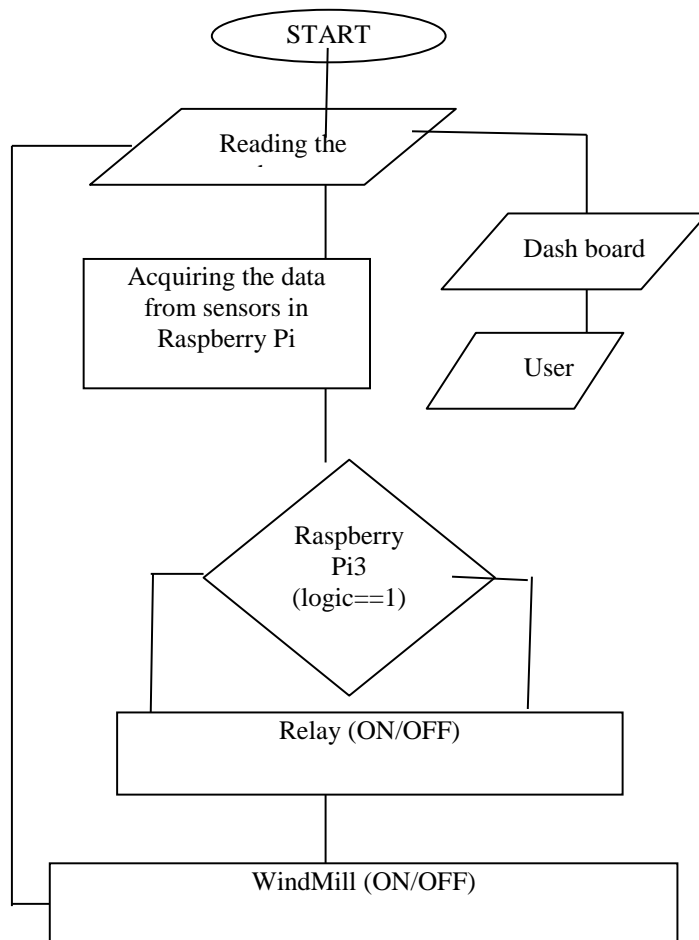 START
Reading the
Dash board
Acquiring the data
from sensors in
Raspberry Pi
User
Raspberry
Pi3
(logic==1)
Relay (ON/OFF)
WindMill (ON/OFF)